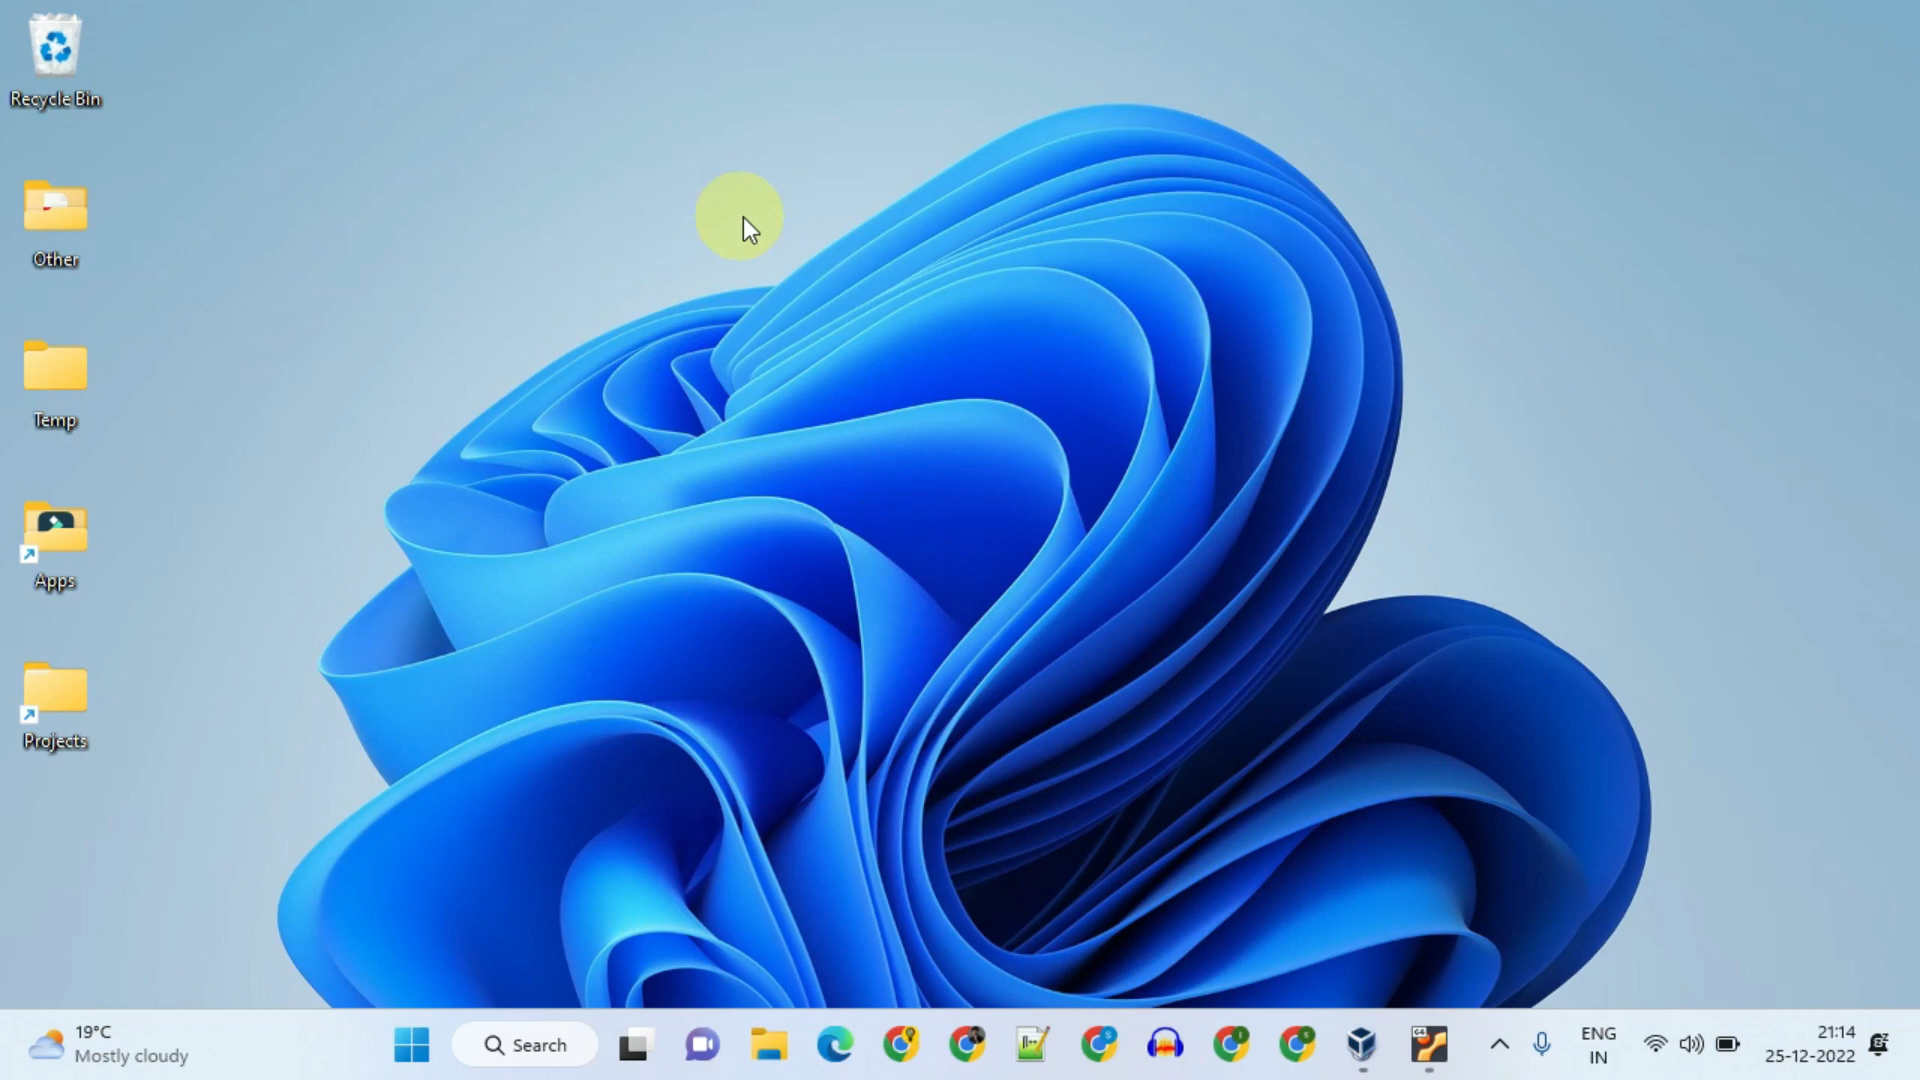 Recycle Bin
Other
Temp
Apps
Projects
19°C
Mostly cloudy
Search
ENG
IN
21:14
25-12-2022